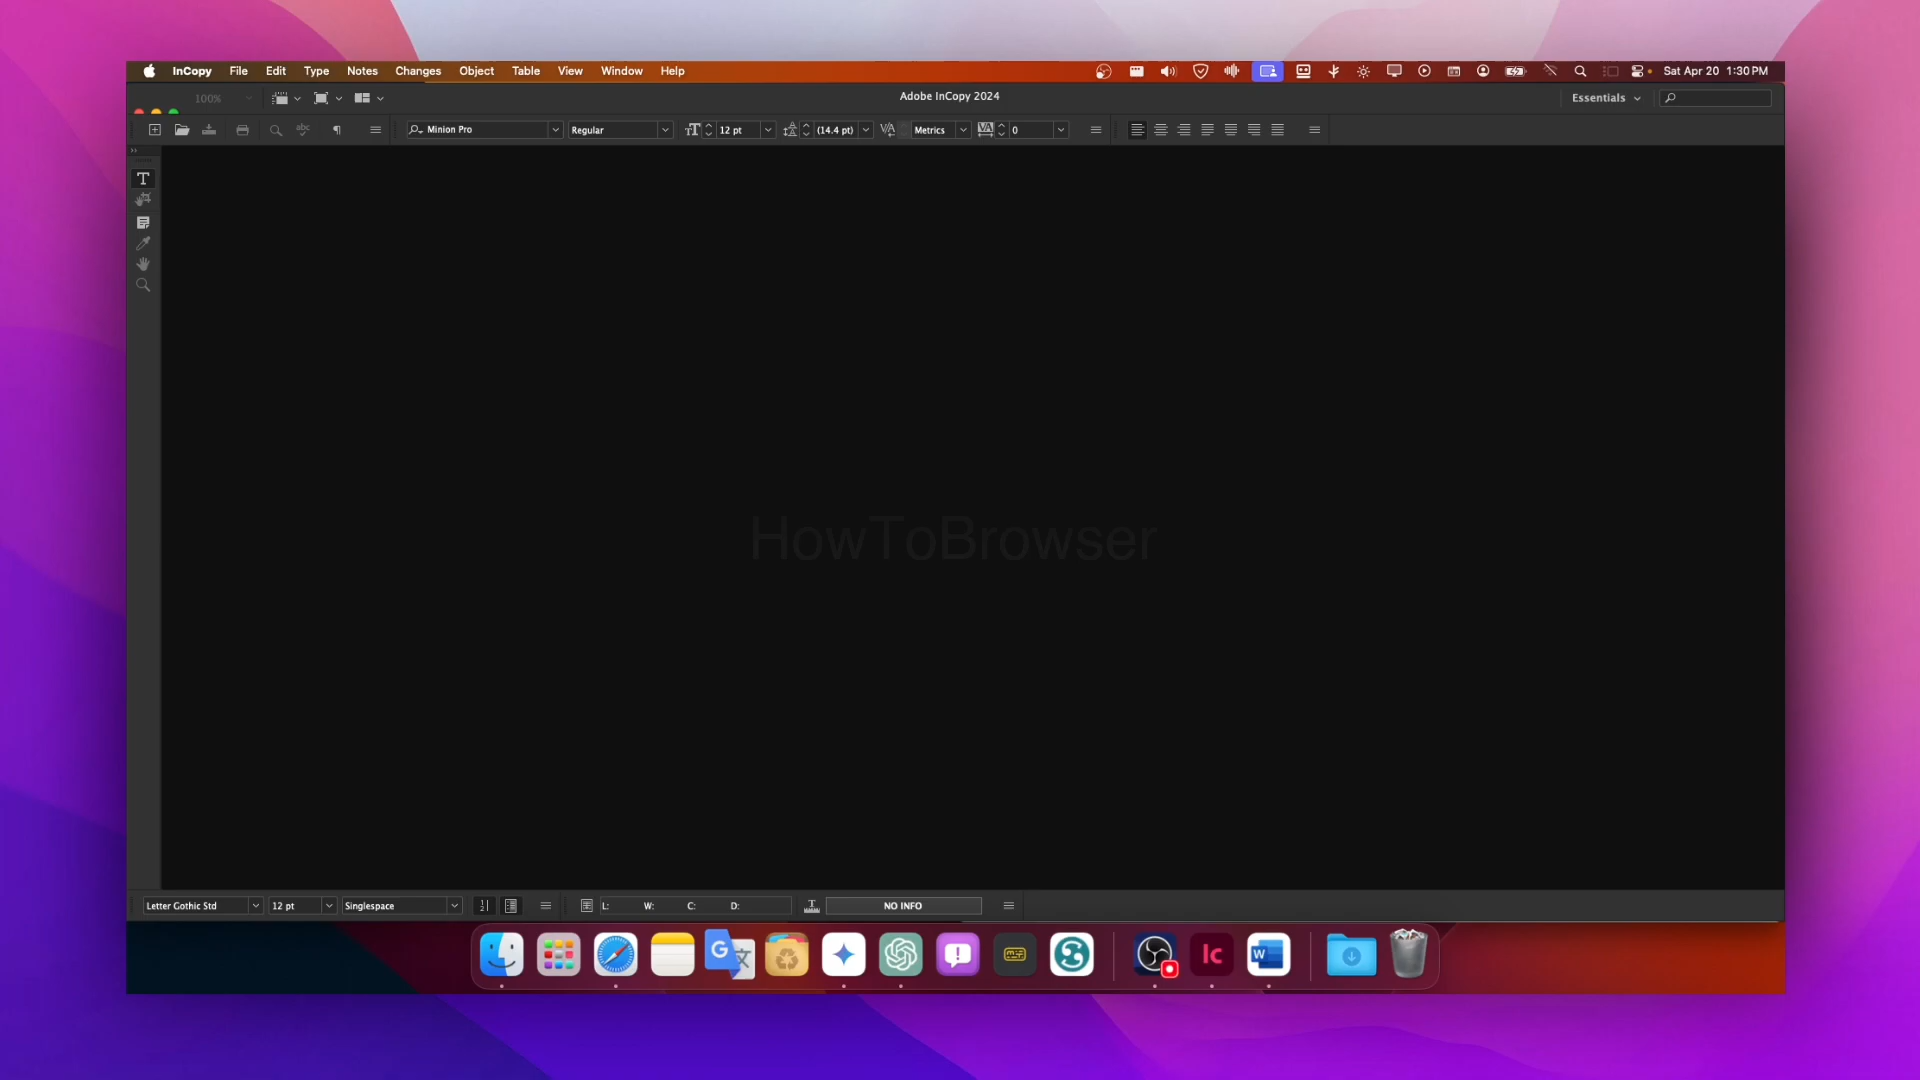 InCopy File Edit Type Notes Changes Object Table View Window Help Sat Apr 20 1:30 PM
100% Adobe InCopy 2024 Essentials
Minion Pro Regular 12 pt (14.4 pt) Metrics 0
HowToBrowser
Letter Gothic Std 12 pt Singlespace L: W: C: D: NO INFO